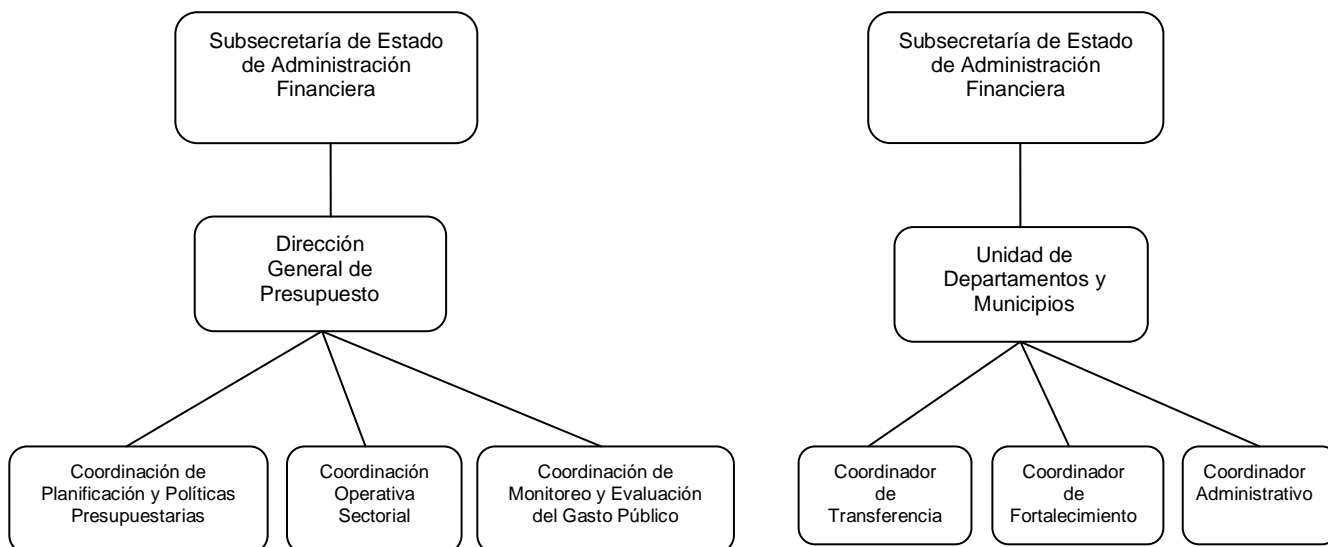 Subsecretaría de Estado
de Administración
Financiera
Subsecretaría de Estado
de Administración
Financiera
Dirección
General de
Presupuesto
Unidad de
Departamentos y
Municipios
Coordinación de
Planificación y Políticas
Presupuestarias
Coordinación
Operativa
Sectorial
Coordinación de
Monitoreo y Evaluación
del Gasto Público
Coordinador
de
Transferencia
Coordinador
de
Fortalecimiento
Coordinador
Administrativo